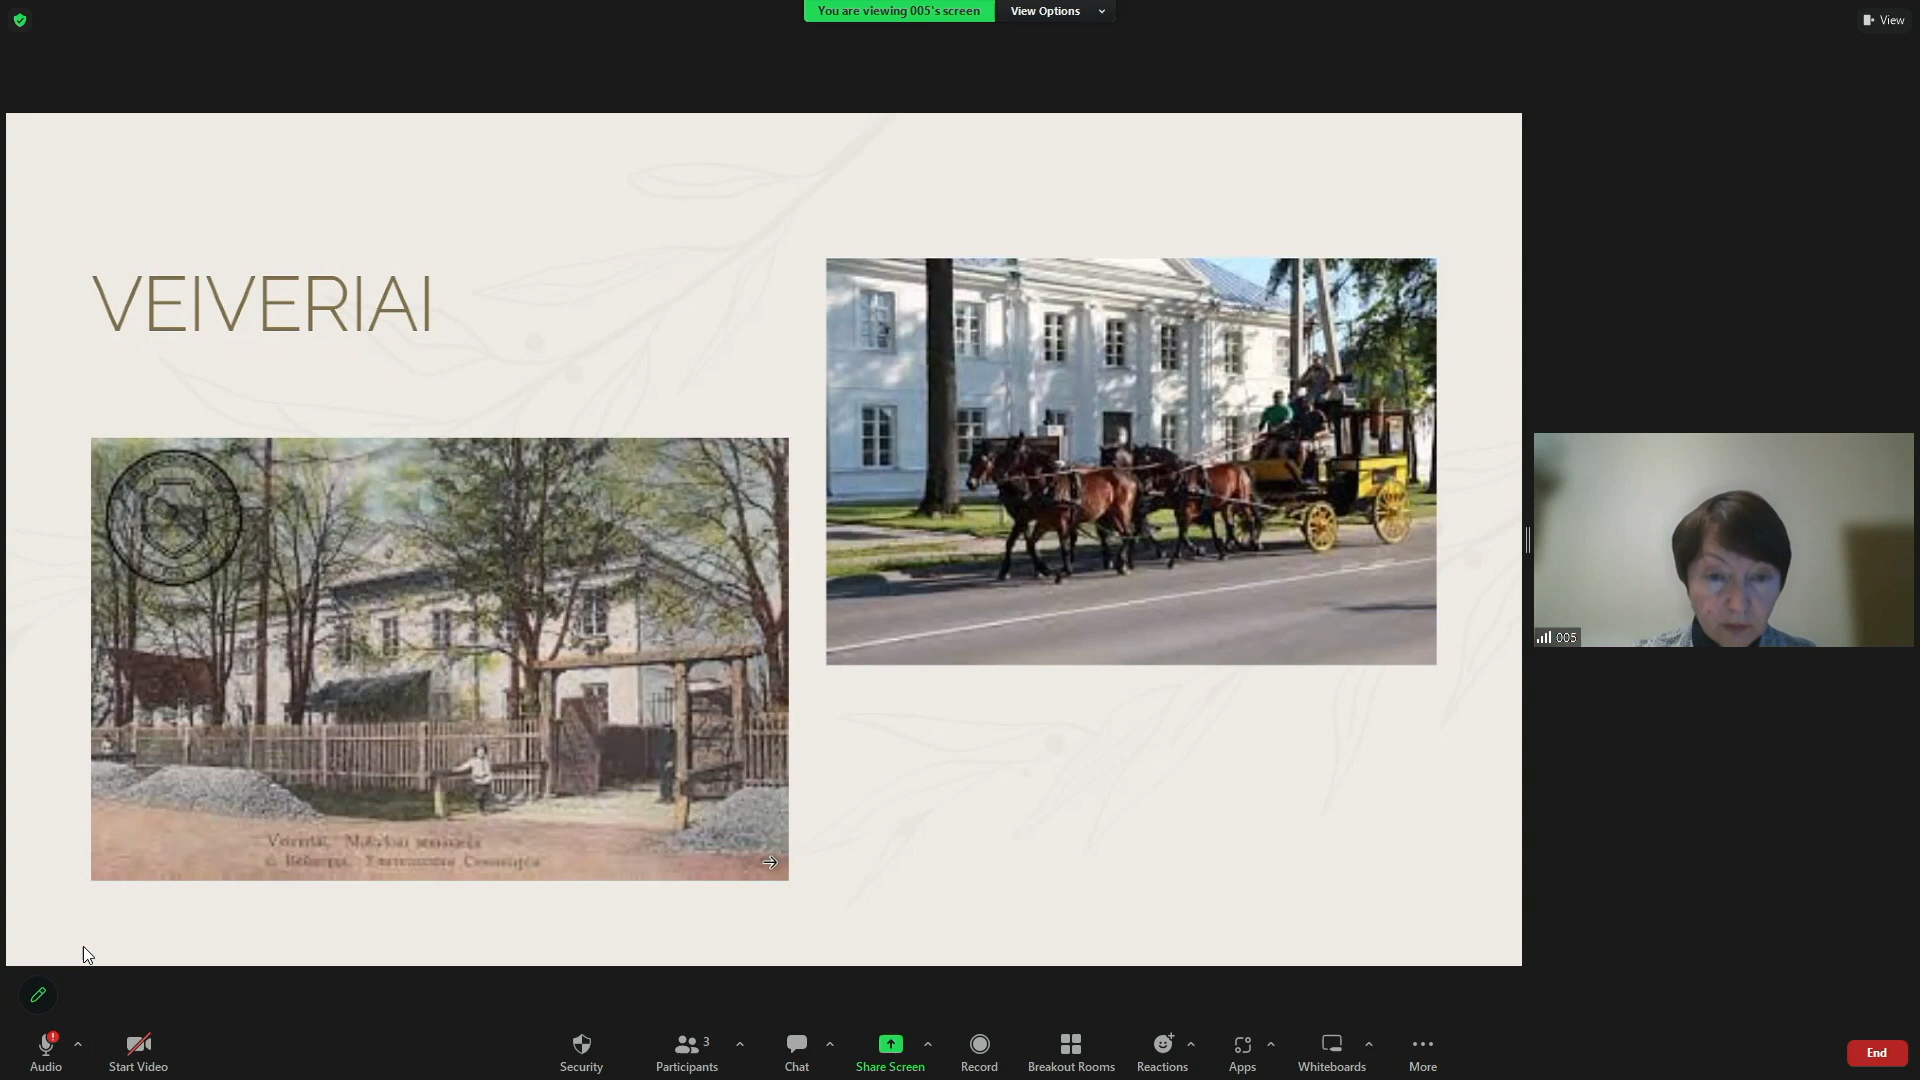 You are viewing 005's screen
View Options
View
VEIVERIAI
Veiveriai,
005
Audio
Start Video
Security
Participants
3
Chat
Share Screen
Record
Breakout Rooms
Reactions
Apps
Whiteboards
More
End